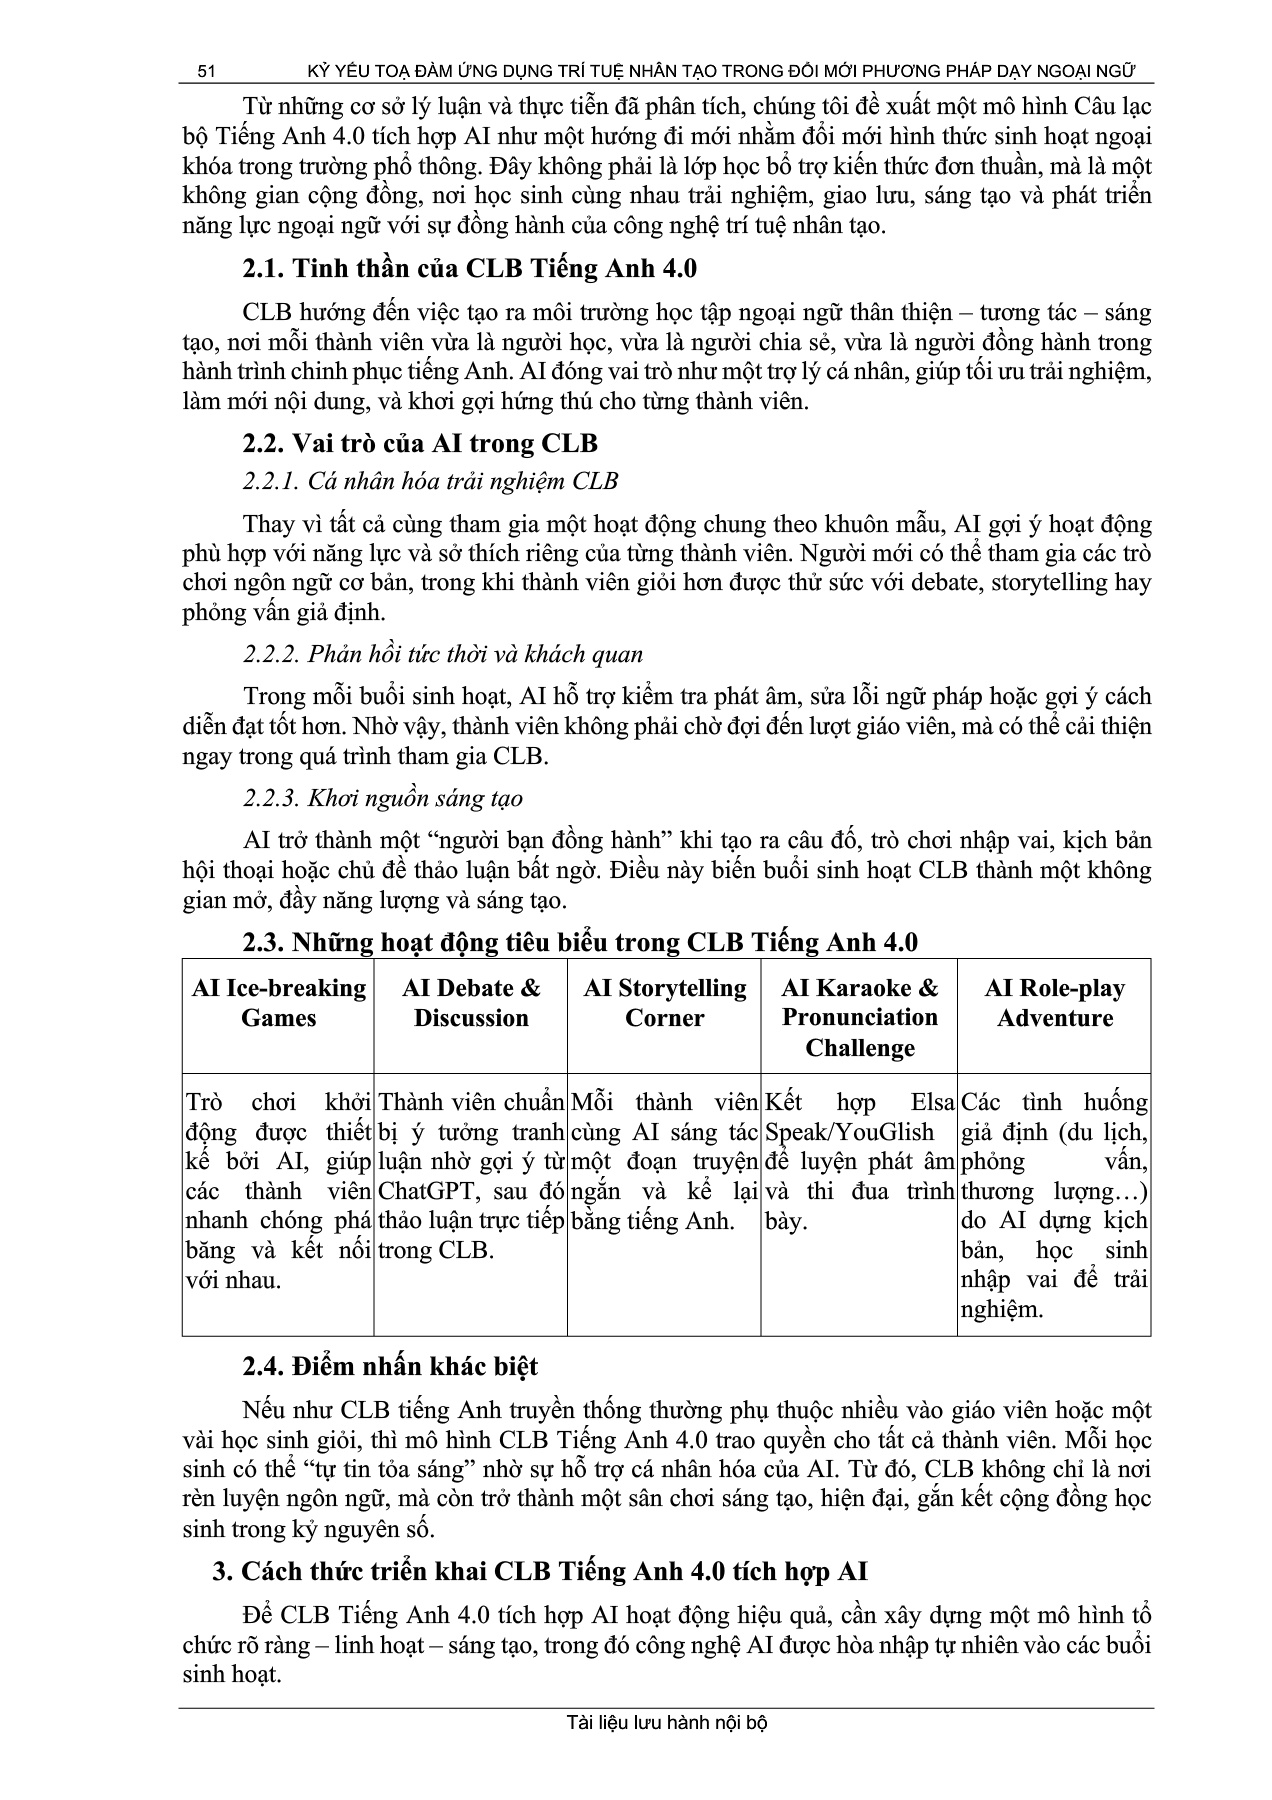 51 KỶ YẾU TOẠ ĐÀM ỨNG DỤNG TRÍ TUỆ NHÂN TẠO TRONG ĐỔI MỚI PHƯƠNG PHÁP DẠY NGOẠI NGỮ
Từ những cơ sở lý luận và thực tiễn đã phân tích, chúng tôi đề xuất một mô hình Câu lạc
bộ Tiếng Anh 4.0 tích hợp AI như một hướng đi mới nhằm đổi mới hình thức sinh hoạt ngoại
khóa trong trường phổ thông. Đây không phải là lớp học bổ trợ kiến thức đơn thuần, mà là một
không gian cộng đồng, nơi học sinh cùng nhau trải nghiệm, giao lưu, sáng tạo và phát triển
năng lực ngoại ngữ với sự đồng hành của công nghệ trí tuệ nhân tạo.
2.1. Tinh thần của CLB Tiếng Anh 4.0
CLB hướng đến việc tạo ra môi trường học tập ngoại ngữ thân thiện – tương tác – sáng
tạo, nơi mỗi thành viên vừa là người học, vừa là người chia sẻ, vừa là người đồng hành trong
hành trình chinh phục tiếng Anh. AI đóng vai trò như một trợ lý cá nhân, giúp tối ưu trải nghiệm,
làm mới nội dung, và khơi gợi hứng thú cho từng thành viên.
2.2. Vai trò của AI trong CLB
2.2.1. Cá nhân hóa trải nghiệm CLB
Thay vì tất cả cùng tham gia một hoạt động chung theo khuôn mẫu, AI gợi ý hoạt động
phù hợp với năng lực và sở thích riêng của từng thành viên. Người mới có thể tham gia các trò
chơi ngôn ngữ cơ bản, trong khi thành viên giỏi hơn được thử sức với debate, storytelling hay
phỏng vấn giả định.
2.2.2. Phản hồi tức thời và khách quan
Trong mỗi buổi sinh hoạt, AI hỗ trợ kiểm tra phát âm, sửa lỗi ngữ pháp hoặc gợi ý cách
diễn đạt tốt hơn. Nhờ vậy, thành viên không phải chờ đợi đến lượt giáo viên, mà có thể cải thiện
ngay trong quá trình tham gia CLB.
2.2.3. Khơi nguồn sáng tạo
AI trở thành một “người bạn đồng hành” khi tạo ra câu đố, trò chơi nhập vai, kịch bản
hội thoại hoặc chủ đề thảo luận bất ngờ. Điều này biến buổi sinh hoạt CLB thành một không
gian mở, đầy năng lượng và sáng tạo.
2.3. Những hoạt động tiêu biểu trong CLB Tiếng Anh 4.0
AI Ice-breaking
Games
AI Debate &
Discussion
AI Storytelling
Corner
AI Karaoke &
Pronunciation
Challenge
AI Role-play
Adventure
Trò chơi khởi
động được thiết
kế bởi AI, giúp
các thành viên
nhanh chóng phá
băng và kết nối
với nhau.
Thành viên chuẩn
bị ý tưởng tranh
luận nhờ gợi ý từ
ChatGPT, sau đó
thảo luận trực tiếp
trong CLB.
Mỗi thành viên
cùng AI sáng tác
một đoạn truyện
ngắn và kể lại
bằng tiếng Anh.
Kết hợp Elsa
Speak/YouGlish
để luyện phát âm
và thi đua trình
bày.
Các tình huống
giả định (du lịch,
phỏng vấn,
thương lượng…)
do AI dựng kịch
bản, học sinh
nhập vai để trải
nghiệm.
2.4. Điểm nhấn khác biệt
Nếu như CLB tiếng Anh truyền thống thường phụ thuộc nhiều vào giáo viên hoặc một
vài học sinh giỏi, thì mô hình CLB Tiếng Anh 4.0 trao quyền cho tất cả thành viên. Mỗi học
sinh có thể “tự tin tỏa sáng” nhờ sự hỗ trợ cá nhân hóa của AI. Từ đó, CLB không chỉ là nơi
rèn luyện ngôn ngữ, mà còn trở thành một sân chơi sáng tạo, hiện đại, gắn kết cộng đồng học
sinh trong kỷ nguyên số.
3. Cách thức triển khai CLB Tiếng Anh 4.0 tích hợp AI
Để CLB Tiếng Anh 4.0 tích hợp AI hoạt động hiệu quả, cần xây dựng một mô hình tổ
chức rõ ràng – linh hoạt – sáng tạo, trong đó công nghệ AI được hòa nhập tự nhiên vào các buổi
sinh hoạt.
Tài liệu lưu hành nội bộ